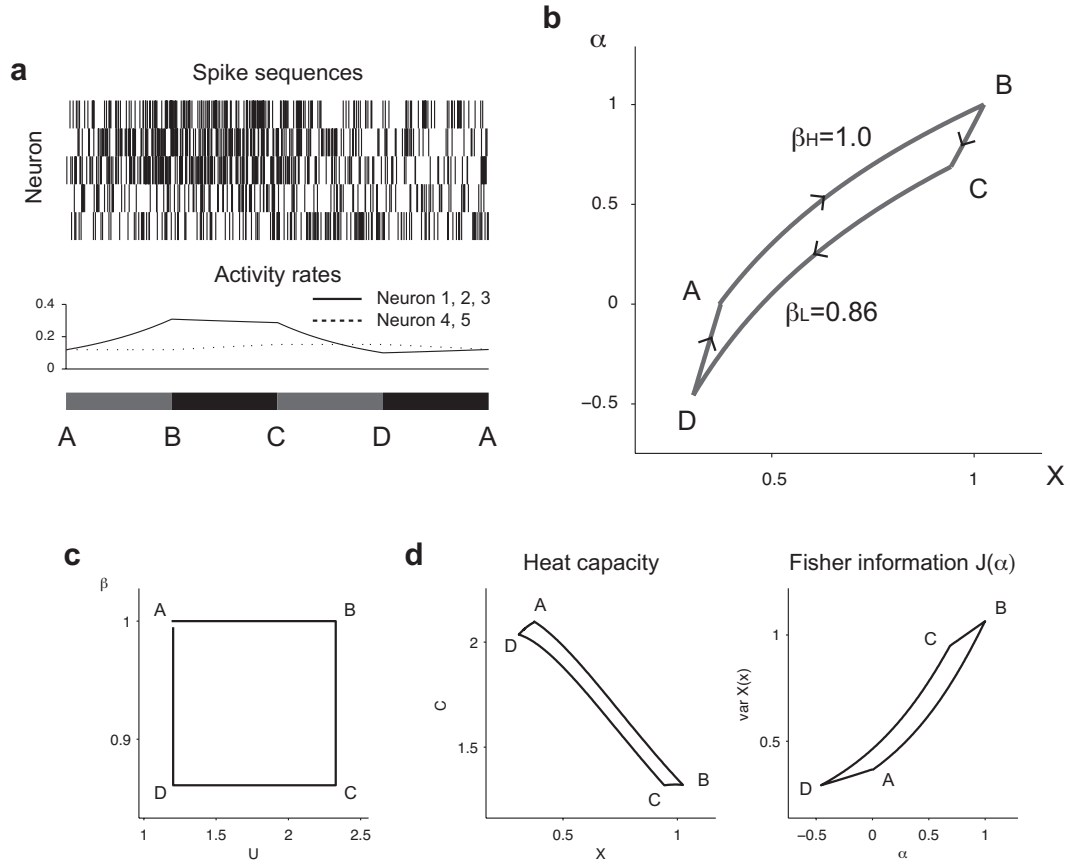 a
Spike sequences
Neuron
Activity rates
0.4
0.2
0
Neuron 1, 2, 3
Neuron 4, 5
A B C D A
b
α
1
0.5
0
−0.5
βH=1.0
βL=0.86
A
B
C
D
0.5 1
X
c
β
1
0.9
A
B
D
C
1 1.5 2 2.5
U
d
Heat capacity
2
1.5
C
A
D
B
C
0.5 1
X
Fisher information J(α)
1
0.5
var X(x)
B
C
D
A
−0.5 0 0.5 1
α